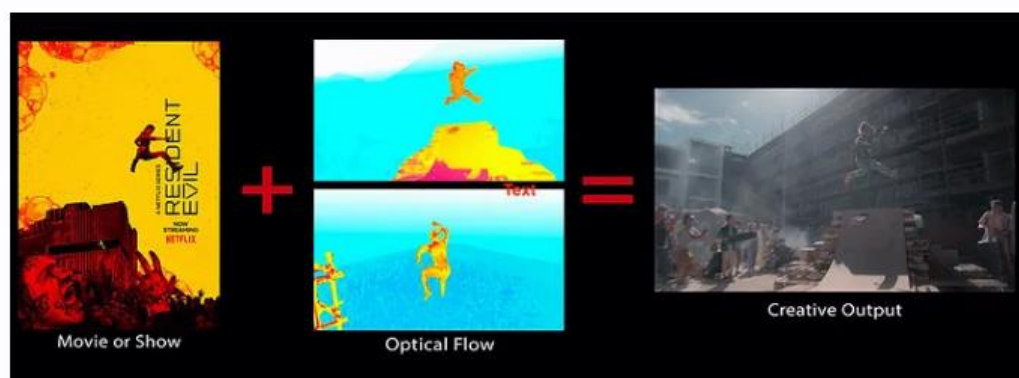 A NETFLIX SERIES
RESIDENT
EVIL
NOW
STREAMING
NETFLIX
+
Text
=
Movie or Show
Optical Flow
Creative Output